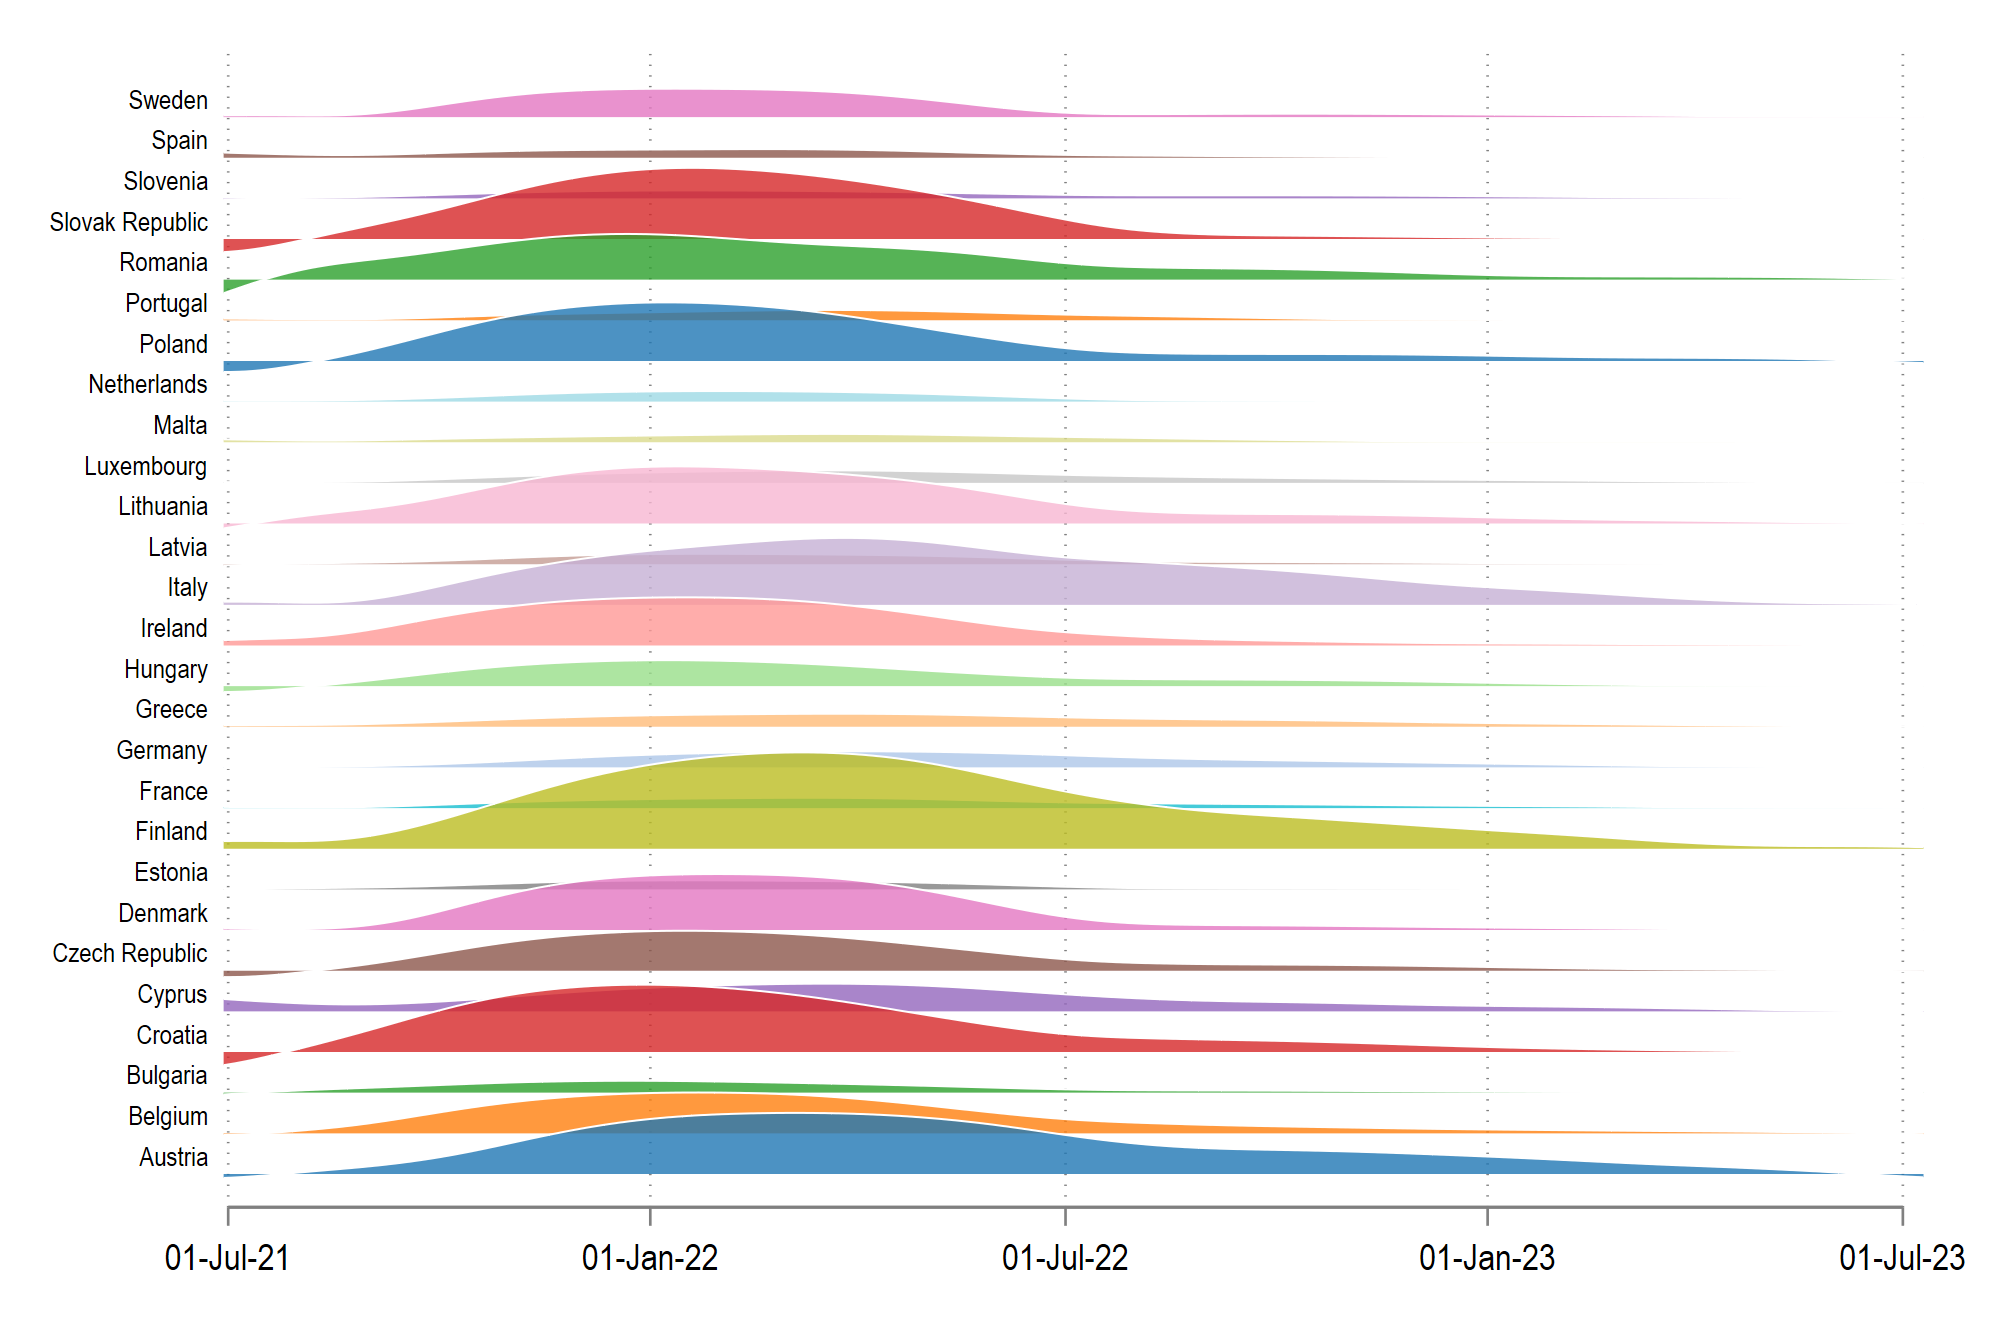 Sweden
Spain
Slovenia
Slovak Republic
Romania
Portugal
Poland
Netherlands
Malta
Luxembourg
Lithuania
Latvia
Italy
Ireland
Hungary
Greece
Germany
France
Finland
Estonia
Denmark
Czech Republic
Cyprus
Croatia
Bulgaria
Belgium
Austria
01-Jul-21 01-Jan-22 01-Jul-22 01-Jan-23 01-Jul-23